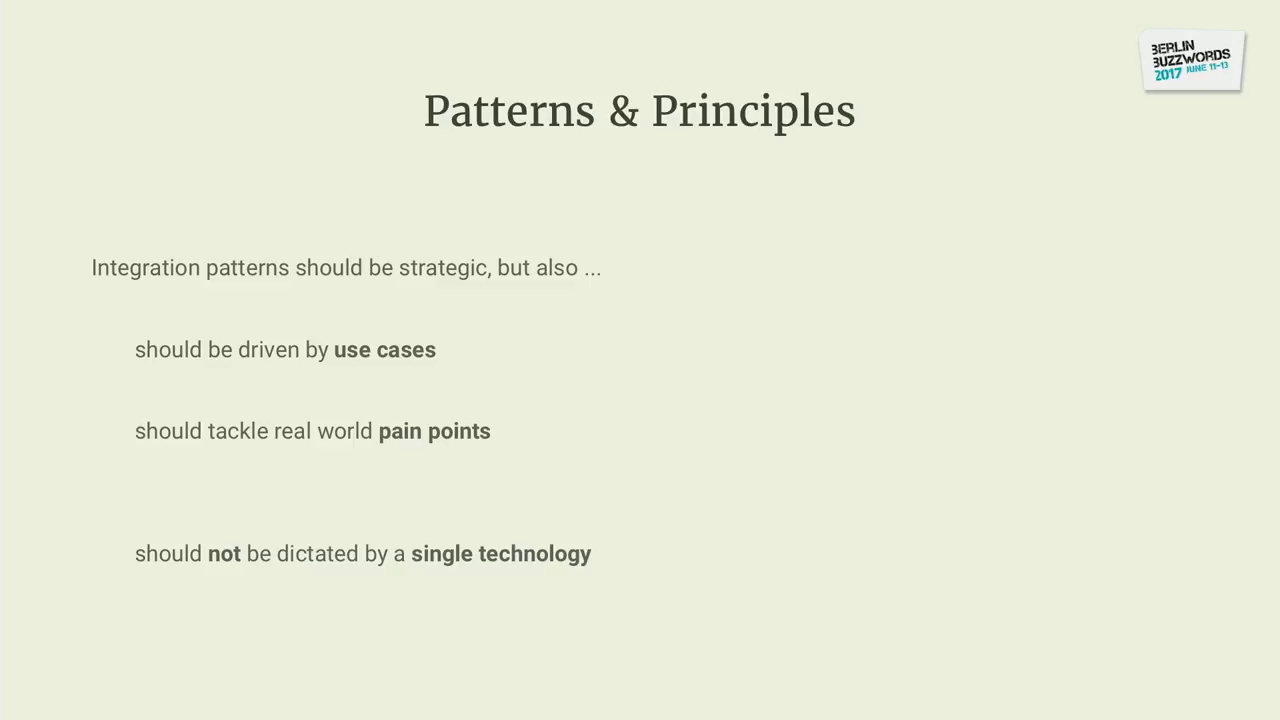 BERLIN
BUZZWORDS
2017 JUNE 11-13
Patterns & Principles
Integration patterns should be strategic, but also ...
should be driven by use cases
should tackle real world pain points
should not be dictated by a single technology